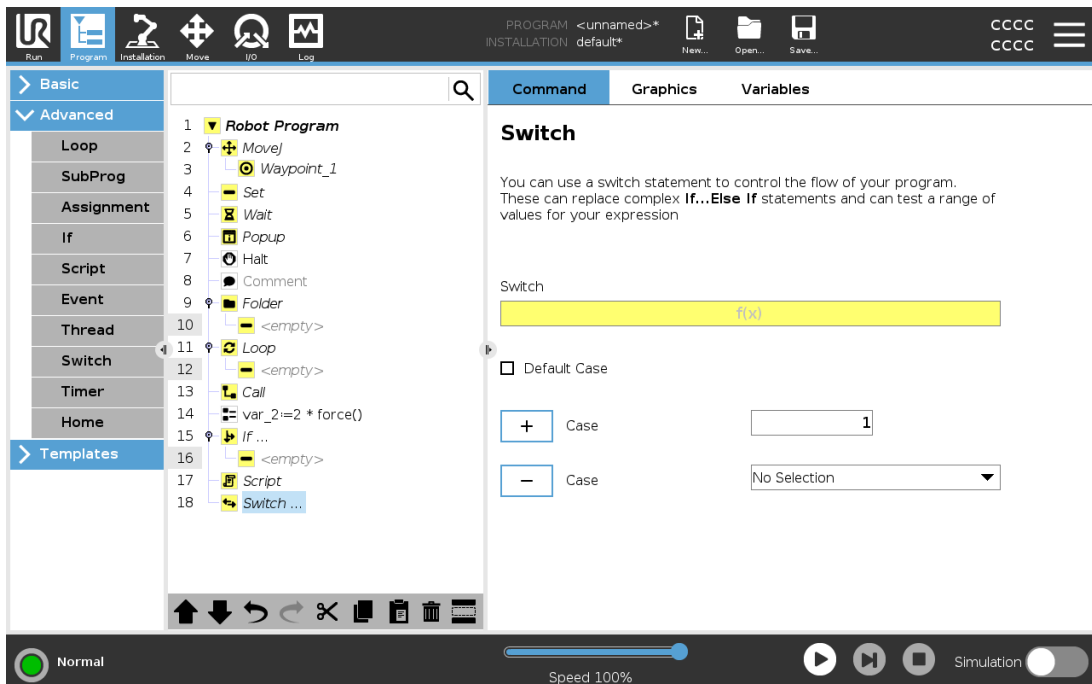 Run
Program
Installation
Move
I/O
Log
PROGRAM <unnamed>*
INSTALLATION default*
New...
Open...
Save...
CCCC
CCCC
Basic
Advanced
Loop
SubProg
Assignment
If
Script
Event
Thread
Switch
Timer
Home
Templates
1 Robot Program
2 MoveJ
3 Waypoint_1
4 Set
5 Wait
6 Popup
7 Halt
8 Comment
9 Folder
10 <empty>
11 Loop
12 <empty>
13 Call
14 var_2:=2 * force()
15 If ...
16 <empty>
17 Script
18 Switch ...
Command Graphics Variables
Switch
You can use a switch statement to control the flow of your program.
These can replace complex If...Else If statements and can test a range of
values for your expression
Switch
f(x)
Default Case
+ Case 1
− Case No Selection
Normal
Speed 100%
Simulation